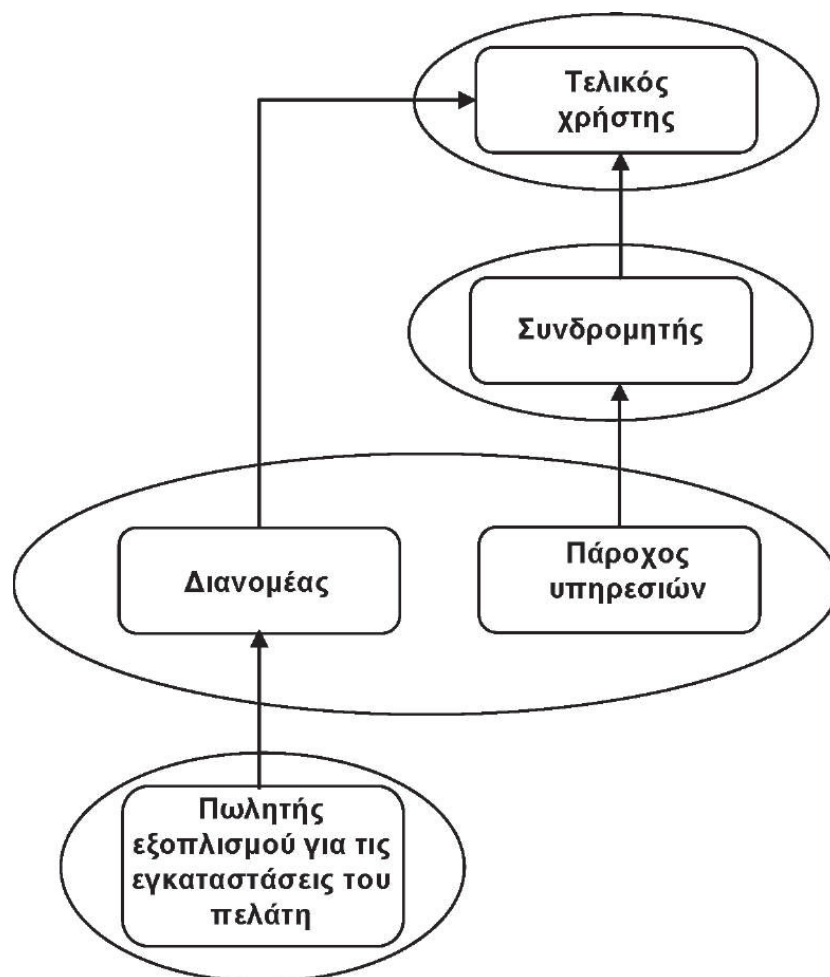 Τελικός
χρήστης
Συνδρομητής
Διανομέας
Πάροχος
υπηρεσιών
Πωλητής
εξοπλισμού για τις
εγκαταστάσεις του
πελάτη